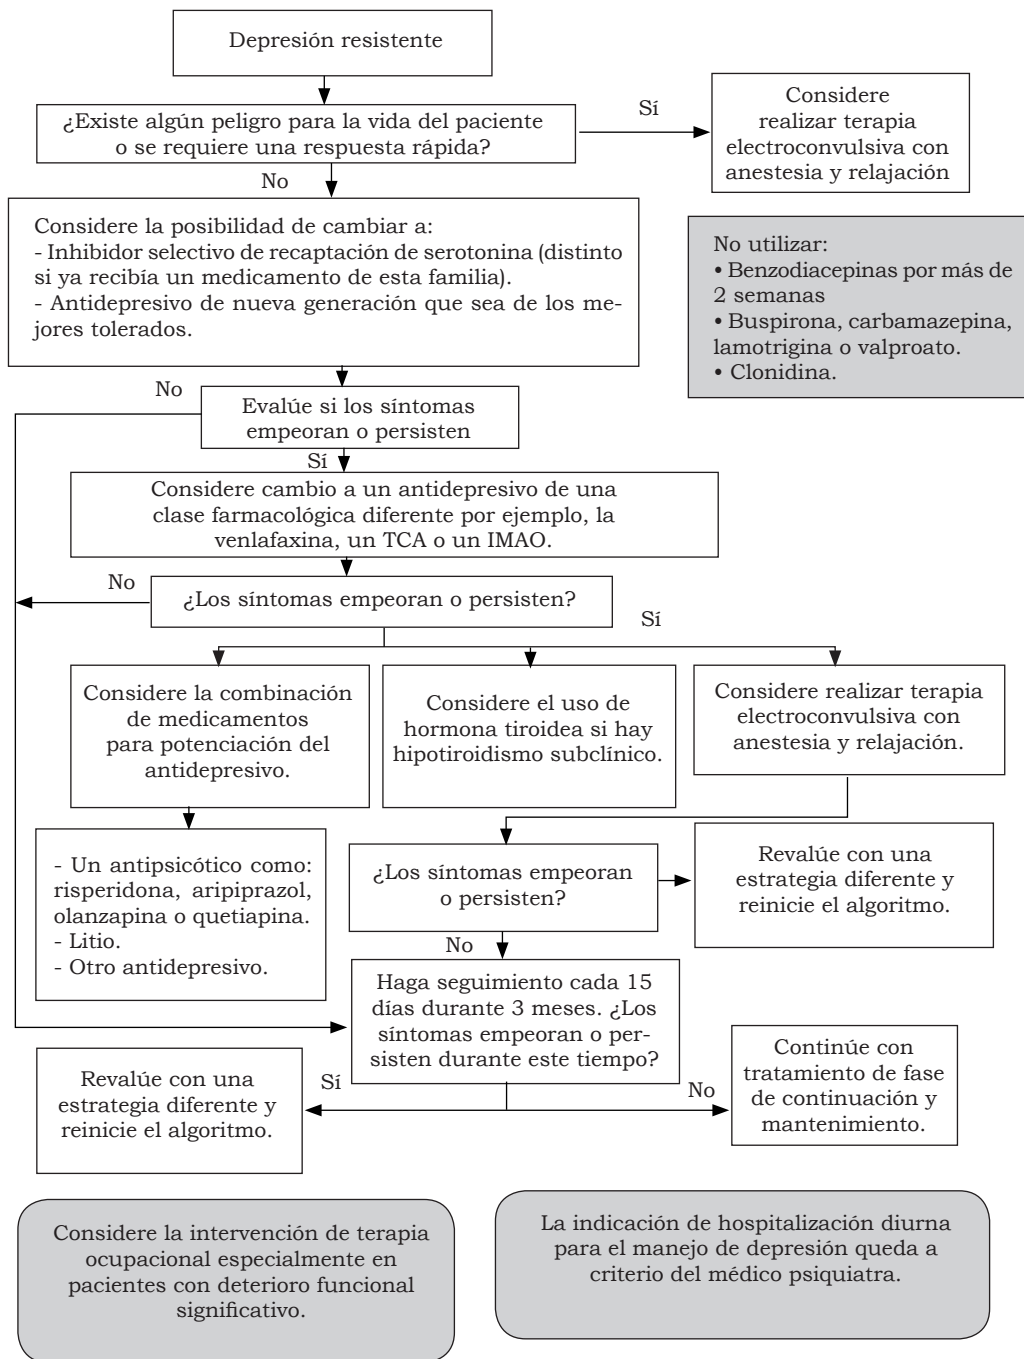 Depresión resistente
¿Existe algún peligro para la vida del paciente
o se requiere una respuesta rápida?
Sí
Considere
realizar terapia
electroconvulsiva con
anestesia y relajación
No
Considere la posibilidad de cambiar a:
- Inhibidor selectivo de recaptación de serotonina (distinto
si ya recibía un medicamento de esta familia).
- Antidepresivo de nueva generación que sea de los me-
jores tolerados.
No utilizar:
• Benzodiacepinas por más de
2 semanas
• Buspirona, carbamazepina,
lamotrigina o valproato.
• Clonidina.
No
Evalúe si los síntomas
empeoran o persisten
Sí
Considere cambio a un antidepresivo de una
clase farmacológica diferente por ejemplo, la
venlafaxina, un TCA o un IMAO.
No
¿Los síntomas empeoran o persisten?
Sí
Considere la combinación
de medicamentos
para potenciación del
antidepresivo.
Considere el uso de
hormona tiroidea si hay
hipotiroidismo subclínico.
Considere realizar terapia
electroconvulsiva con
anestesia y relajación.
- Un antipsicótico como:
risperidona, aripiprazol,
olanzapina o quetiapina.
- Litio.
- Otro antidepresivo.
¿Los síntomas empeoran
o persisten?
Revalúe con una
estrategia diferente y
reinicie el algoritmo.
No
Haga seguimiento cada 15
días durante 3 meses. ¿Los
síntomas empeoran o per-
sisten durante este tiempo?
Revalúe con una
estrategia diferente y
reinicie el algoritmo.
Sí
No
Continúe con
tratamiento de fase
de continuación y
mantenimiento.
Considere la intervención de terapia
ocupacional especialmente en
pacientes con deterioro funcional
significativo.
La indicación de hospitalización diurna
para el manejo de depresión queda a
criterio del médico psiquiatra.